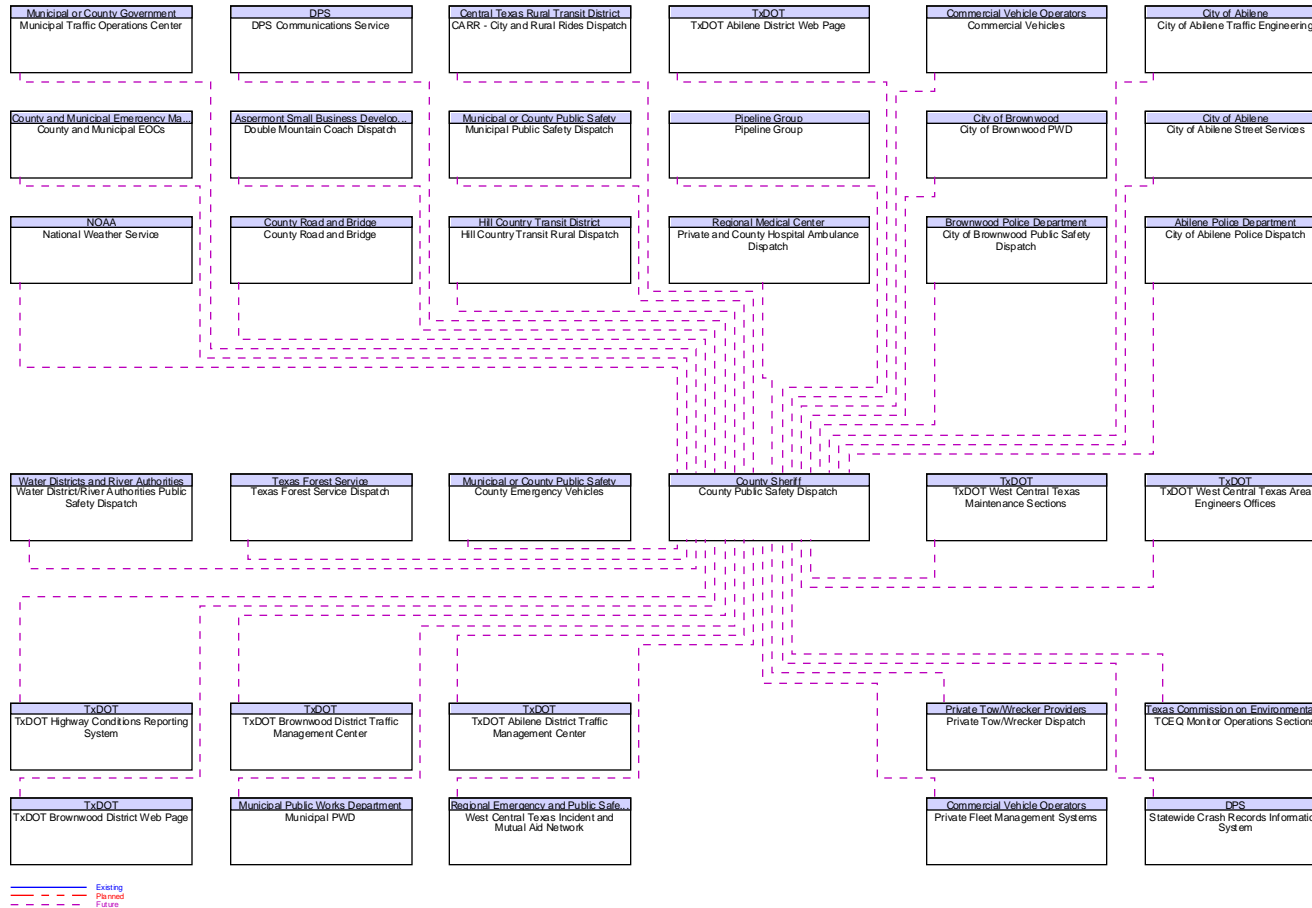 Municipal or County Government
Municipal Traffic Operations Center
DPS
DPS Communications Service
Central Texas Rural Transit District
CARR - City and Rural Rides Dispatch
TxDOT
TxDOT Abilene District Web Page
Commercial Vehicle Operators
Commercial Vehicles
City of Abilene
City of Abilene Traffic Engineering
County and Municipal Emergency Ma...
County and Municipal EOCs
Aspermont Small Business Develop...
Double Mountain Coach Dispatch
Municipal or County Public Safety
Municipal Public Safety Dispatch
Pipeline Group
Pipeline Group
City of Brownwood
City of Brownwood PWD
City of Abilene
City of Abilene Street Services
NOAA
National Weather Service
County Road and Bridge
County Road and Bridge
Hill Country Transit District
Hill Country Transit Rural Dispatch
Regional Medical Center
Private and County Hospital Ambulance
Dispatch
Brownwood Police Department
City of Brownwood Public Safety
Dispatch
Abilene Police Department
City of Abilene Police Dispatch
Water Districts and River Authorities
Water District/River Authorities Public
Safety Dispatch
Texas Forest Service
Texas Forest Service Dispatch
Municipal or County Public Safety
County Emergency Vehicles
County Sheriff
County Public Safety Dispatch
TxDOT
TxDOT West Central Texas
Maintenance Sections
TxDOT
TxDOT West Central Texas Area
Engineers Offices
TxDOT
TxDOT Highway Conditions Reporting
System
TxDOT
TxDOT Brownwood District Traffic
Management Center
TxDOT
TxDOT Abilene District Traffic
Management Center
Private Tow/Wrecker Providers
Private Tow/Wrecker Dispatch
Texas Commission on Environmenta
TCEQ Monitor Operations Sections
TxDOT
TxDOT Brownwood District Web Page
Municipal Public Works Department
Municipal PWD
Regional Emergency and Public Safe...
West Central Texas Incident and
Mutual Aid Network
Commercial Vehicle Operators
Private Fleet Management Systems
DPS
Statewide Crash Records Informatio
System
Existing
Planned
Future